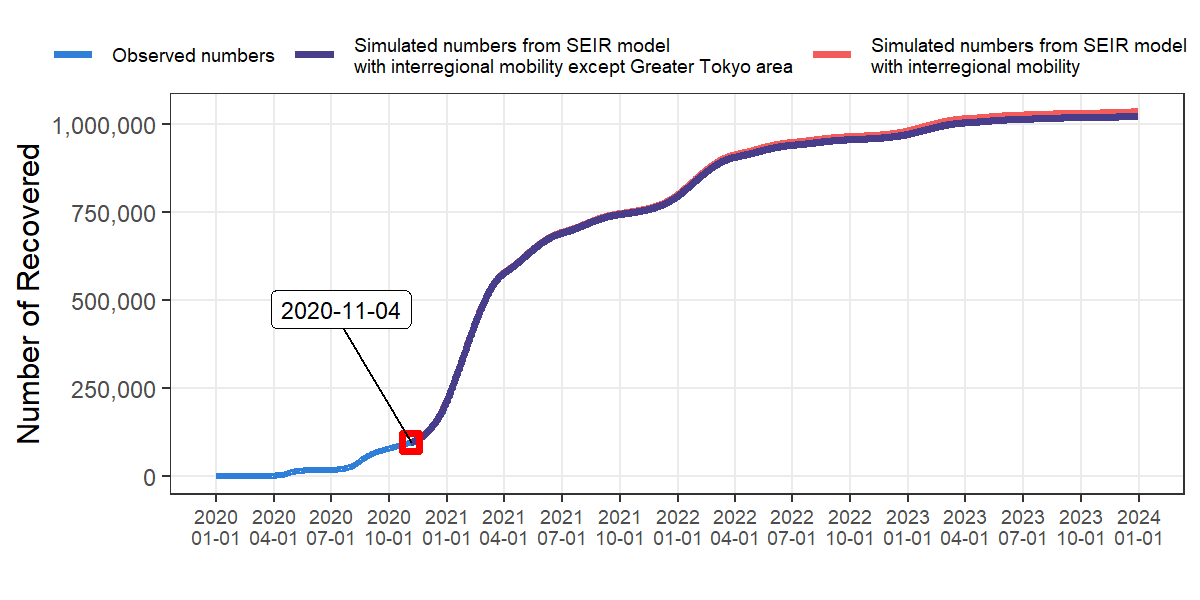 Observed numbers
Simulated numbers from SEIR model
with interregional mobility except Greater Tokyo area
Simulated numbers from SEIR model
with interregional mobility
Number of Recovered
1,000,000
750,000
500,000
250,000
0
2020-11-04
2020 2020 2020 2020 2021 2021 2021 2021 2022 2022 2022 2022 2023 2023 2023 2023 2024
01-01 04-01 07-01 10-01 01-01 04-01 07-01 10-01 01-01 04-01 07-01 10-01 01-01 04-01 07-01 10-01 01-01